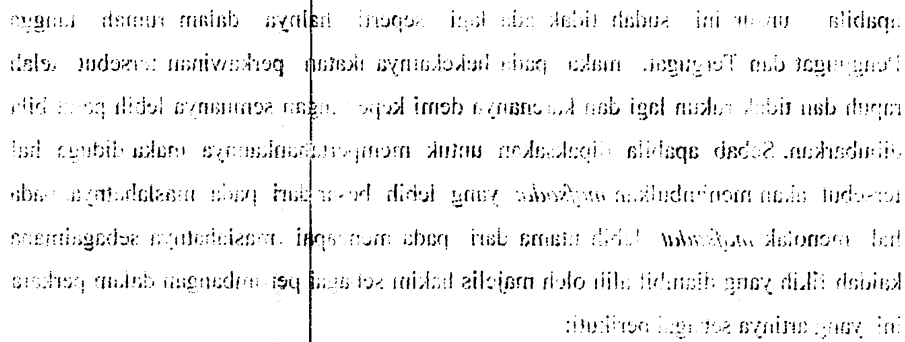 apabila unsur ini sudah tidak ada lagi seperti halnya dalam rumah tangga
Penggugat dan Tergugat, maka pada hekekatnya ikatan perkawinan tersebut telah
rapuh dan tidak rukun lagi dan karenanya demi kepentingan semuanya lebih patut bila
dibubarkan. Sebab apabila dipaksakan untuk mempertahankannya maka diduga hal
tersebut akan menimbulkan mafsadat yang lebih besar dari pada maslahatnya pada
hal menolak mafsadat lebih utama dari pada mencapai maslahatnya sebagaimana
kaidah fikih yang diambil alih oleh majelis hakim sebagai pertimbangan dalam perkara
ini yang artinya sebagai berikut: